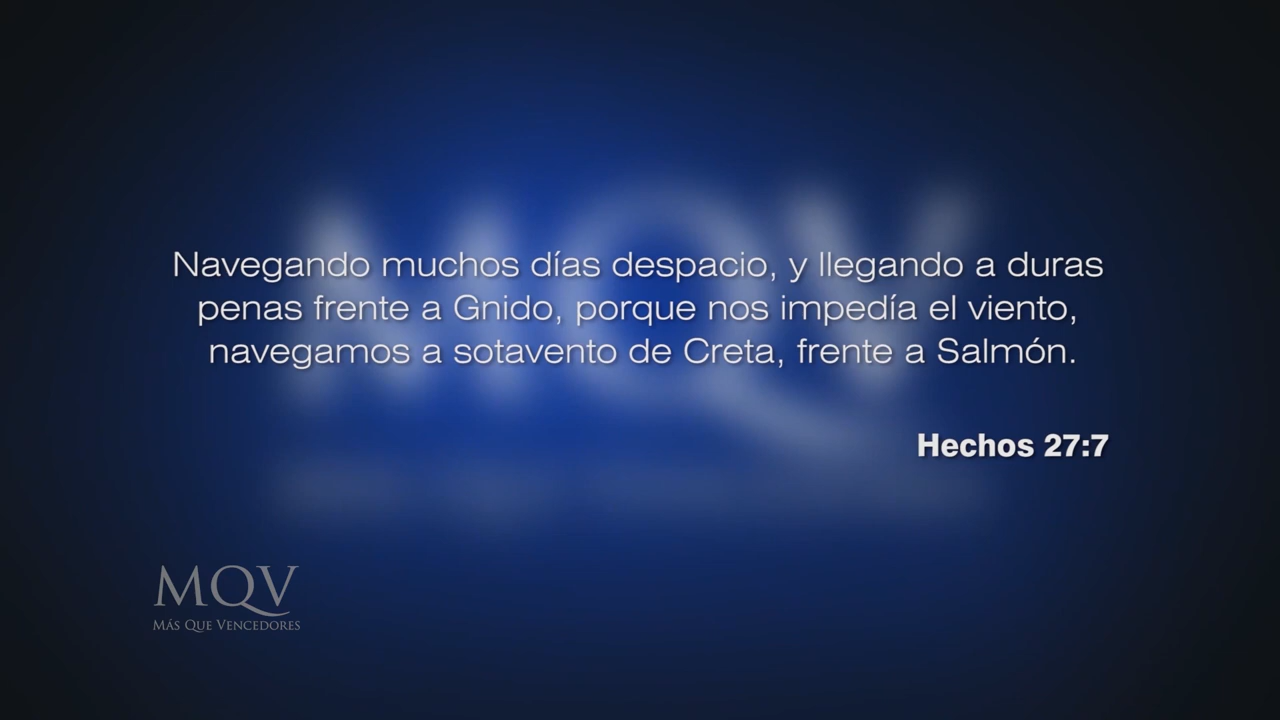 Navegando muchos días despacio, y llegando a duras
penas frente a Gnido, porque nos impedía el viento,
navegamos a sotavento de Creta, frente a Salmón.
Hechos 27:7
MQV
MÁS QUE VENCEDORES